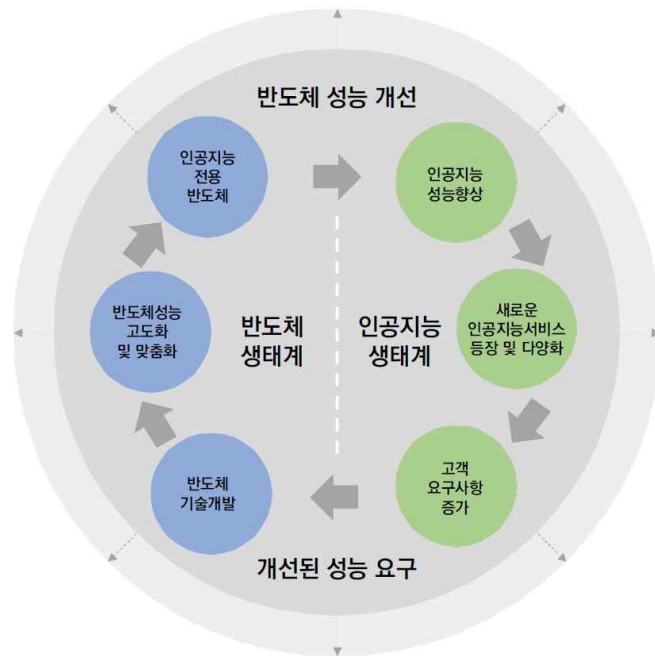 반도체 성능 개선
인공지능
전용
반도체
인공지능
성능향상
반도체성능
고도화
및 맞춤화
반도체
생태계
인공지능
생태계
새로운
인공지능서비스
등장 및 다양화
반도체
기술개발
고객
요구사항
증가
개선된 성능 요구